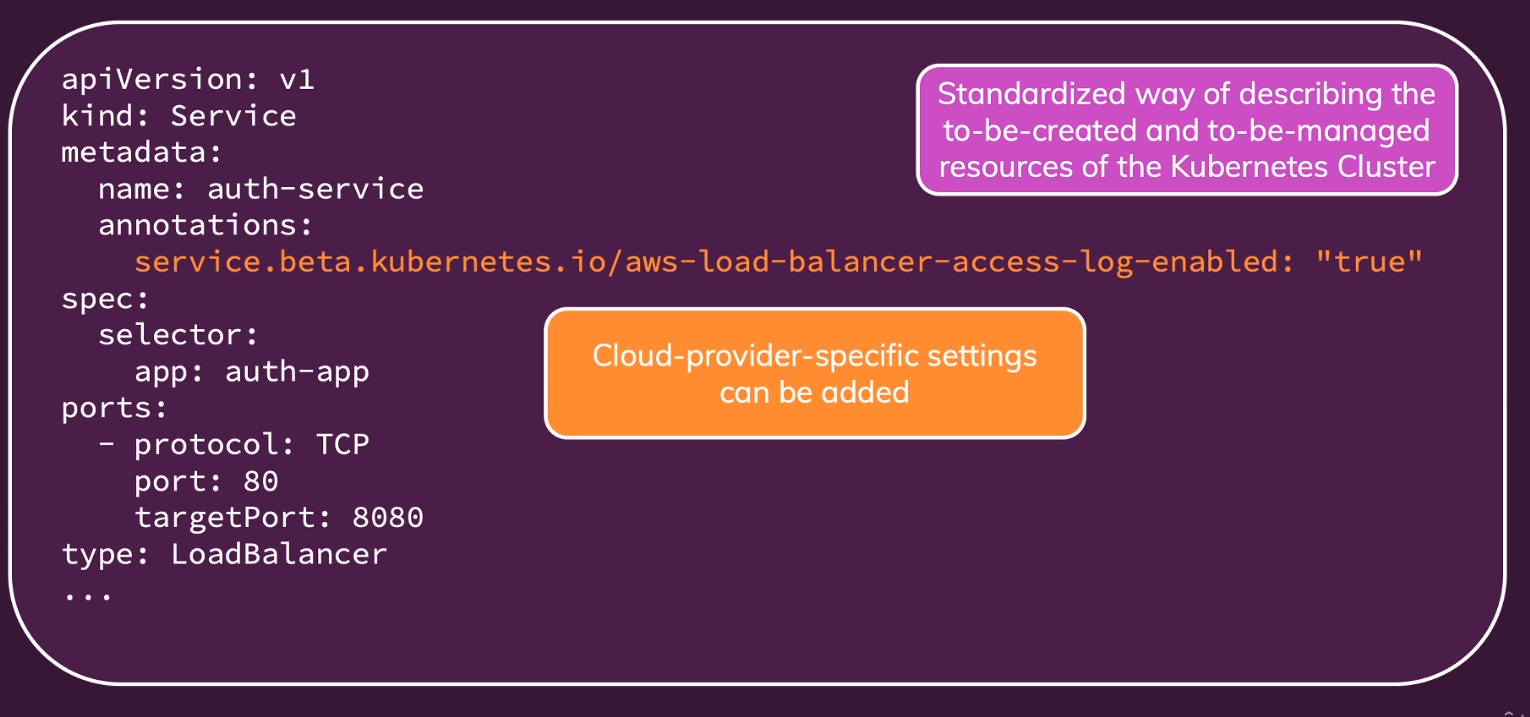 apiVersion: v1
kind: Service
metadata:
  name: auth-service
  annotations:
    service.beta.kubernetes.io/aws-load-balancer-access-log-enabled: "true"
spec:
  selector:
    app: auth-app
ports:
  - protocol: TCP
    port: 80
    targetPort: 8080
type: LoadBalancer
...
Standardized way of describing the
to-be-created and to-be-managed
resources of the Kubernetes Cluster
Cloud-provider-specific settings
can be added